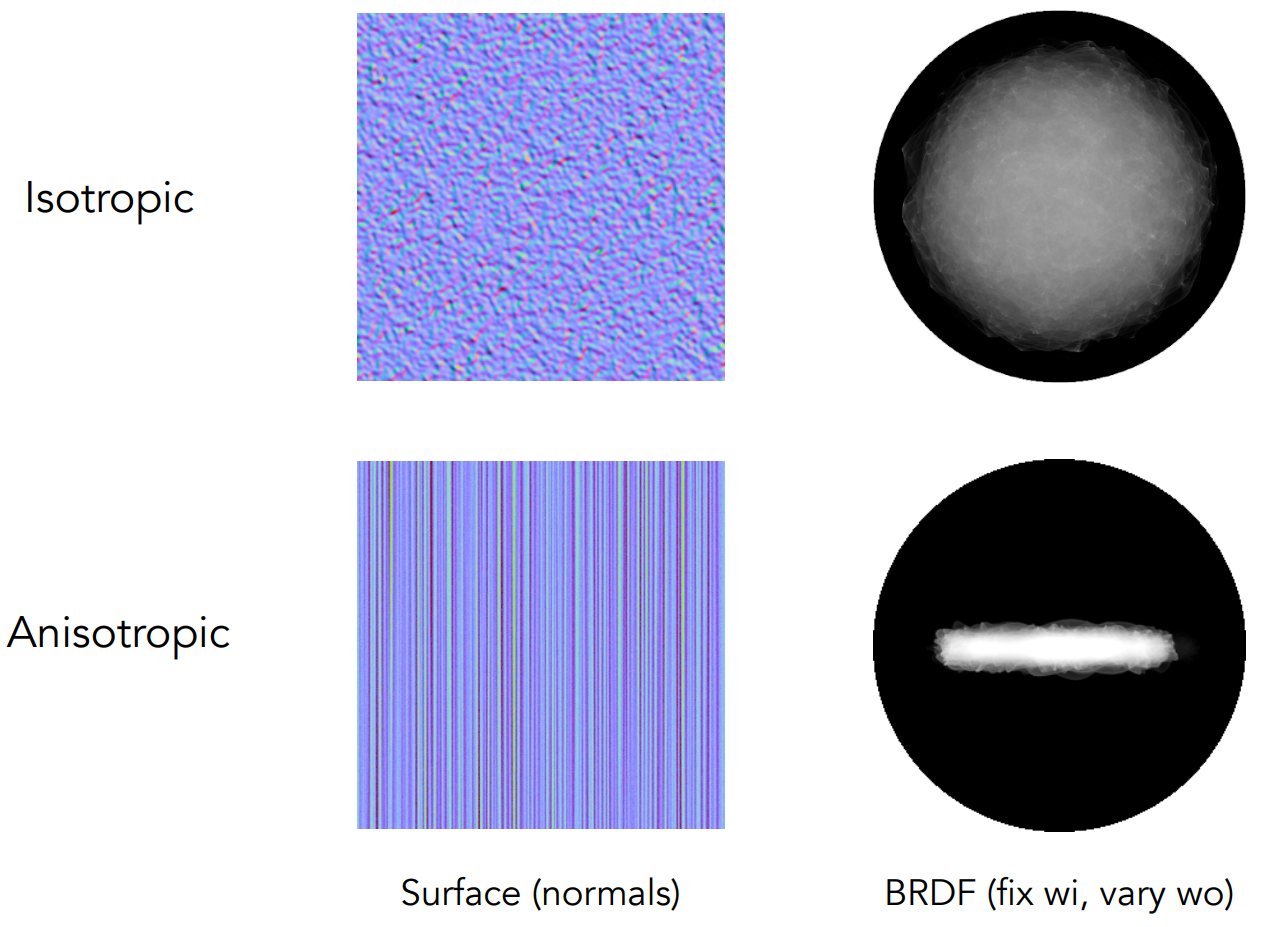 Isotropic
Anisotropic
Surface (normals)
BRDF (fix wi, vary wo)